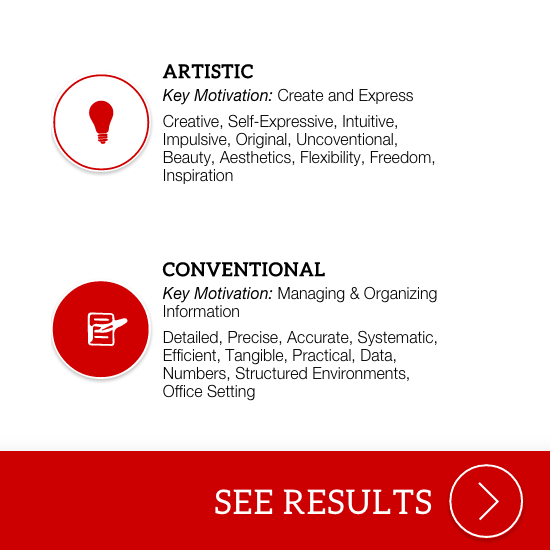 ARTISTIC
Key Motivation: Create and Express
Creative, Self-Expressive, Intuitive,
Impulsive, Original, Uncoventional,
Beauty, Aesthetics, Flexibility, Freedom,
Inspiration
CONVENTIONAL
Key Motivation: Managing & Organizing
Information
Detailed, Precise, Accurate, Systematic,
Efficient, Tangible, Practical, Data,
Numbers, Structured Environments,
Office Setting
SEE RESULTS